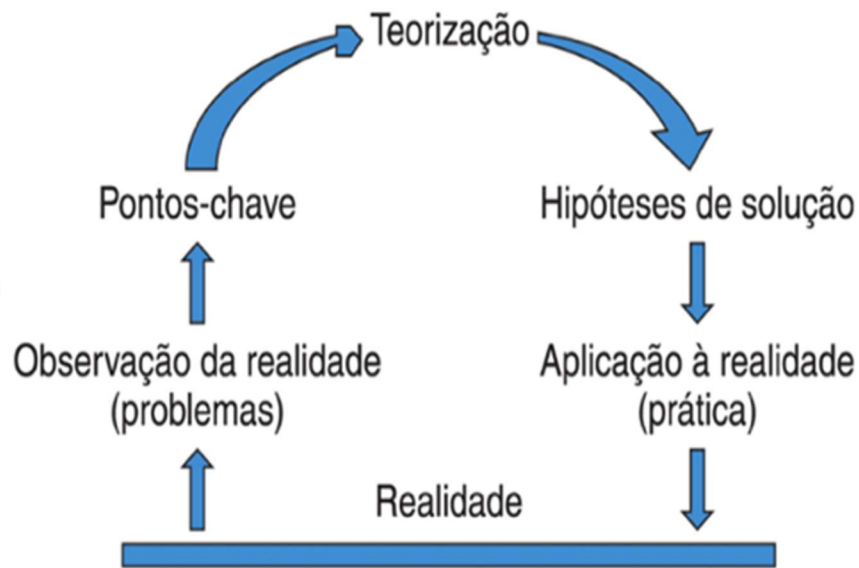 Teorização
Pontos-chave
Hipóteses de solução
Observação da realidade
(problemas)
Aplicação à realidade
(prática)
Realidade